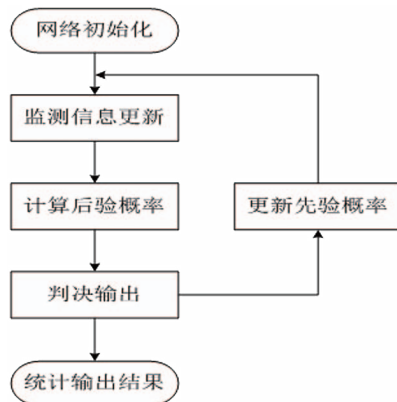 网络初始化
监测信息更新
计算后验概率
更新先验概率
判决输出
统计输出结果